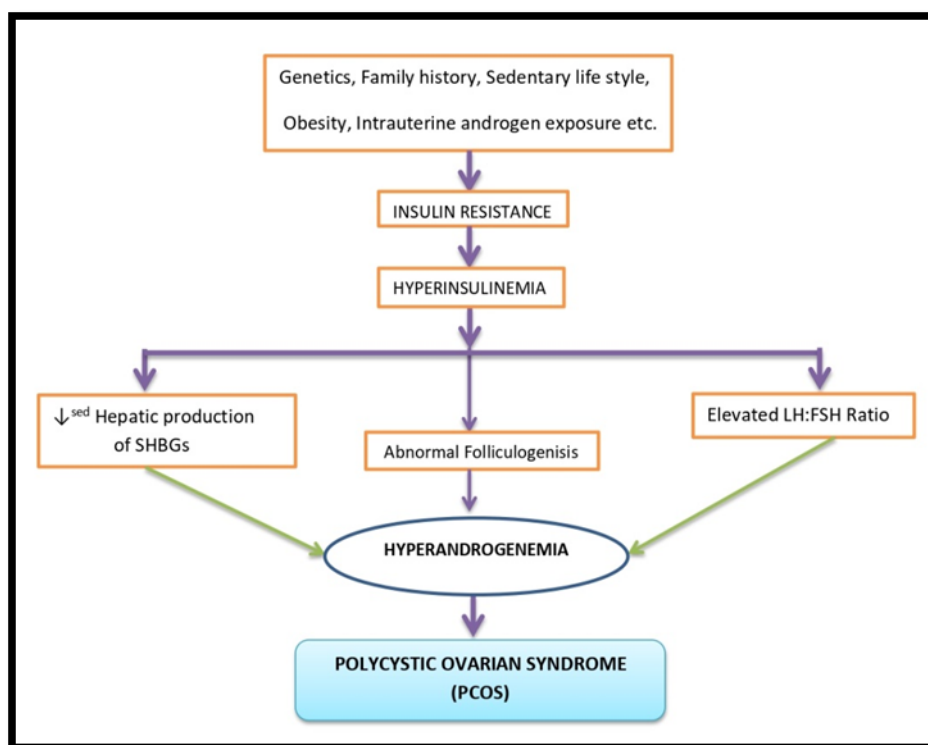 Genetics, Family history, Sedentary life style,
Obesity, Intrauterine androgen exposure etc.
INSULIN RESISTANCE
HYPERINSULINEMIA
↓sed Hepatic production
of SHBGs
Abnormal Folliculogenisis
Elevated LH:FSH Ratio
HYPERANDROGENEMIA
POLYCYSTIC OVARIAN SYNDROME
(PCOS)